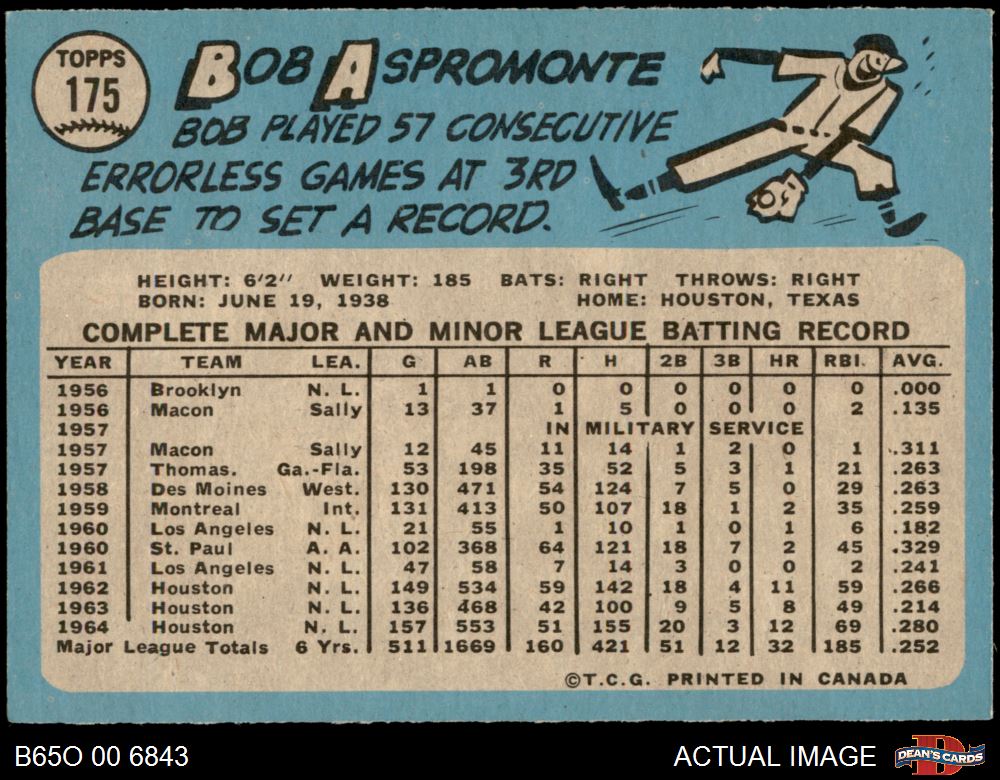 TOPPS
175
BOB ASPROMONTE
BOB PLAYED 57 CONSECUTIVE
ERRORLESS GAMES AT 3RD
BASE TO SET A RECORD.
HEIGHT: 6'2" WEIGHT: 185 BATS: RIGHT THROWS: RIGHT
BORN: JUNE 19, 1938 HOME: HOUSTON, TEXAS
COMPLETE MAJOR AND MINOR LEAGUE BATTING RECORD
YEAR TEAM LEA. G AB R H 2B 3B HR RBI. AVG.
1956 Brooklyn N. L. 1 1 0 0 0 0 0 0 .000
1956 Macon Sally 13 37 1 5 0 0 0 2 .135
1957 IN MILITARY SERVICE
1957 Macon Sally 12 45 11 14 1 2 0 1 .311
1957 Thomas. Ga.-Fla. 53 198 35 52 5 3 1 21 .263
1958 Des Moines West. 130 471 54 124 7 5 0 29 .263
1959 Montreal Int. 131 413 50 107 18 1 2 35 .259
1960 Los Angeles N. L. 21 55 1 10 1 0 1 6 .182
1960 St. Paul A. A. 102 368 64 121 18 7 2 45 .329
1961 Los Angeles N. L. 47 58 7 14 3 0 0 2 .241
1962 Houston N. L. 149 534 59 142 18 4 11 59 .266
1963 Houston N. L. 136 468 42 100 9 5 8 49 .214
1964 Houston N. L. 157 553 51 155 20 3 12 69 .280
Major League Totals 6 Yrs. 511 1669 160 421 51 12 32 185 .252
©T.C.G. PRINTED IN CANADA
B65O 00 6843 ACTUAL IMAGE DEAN'S CARDS